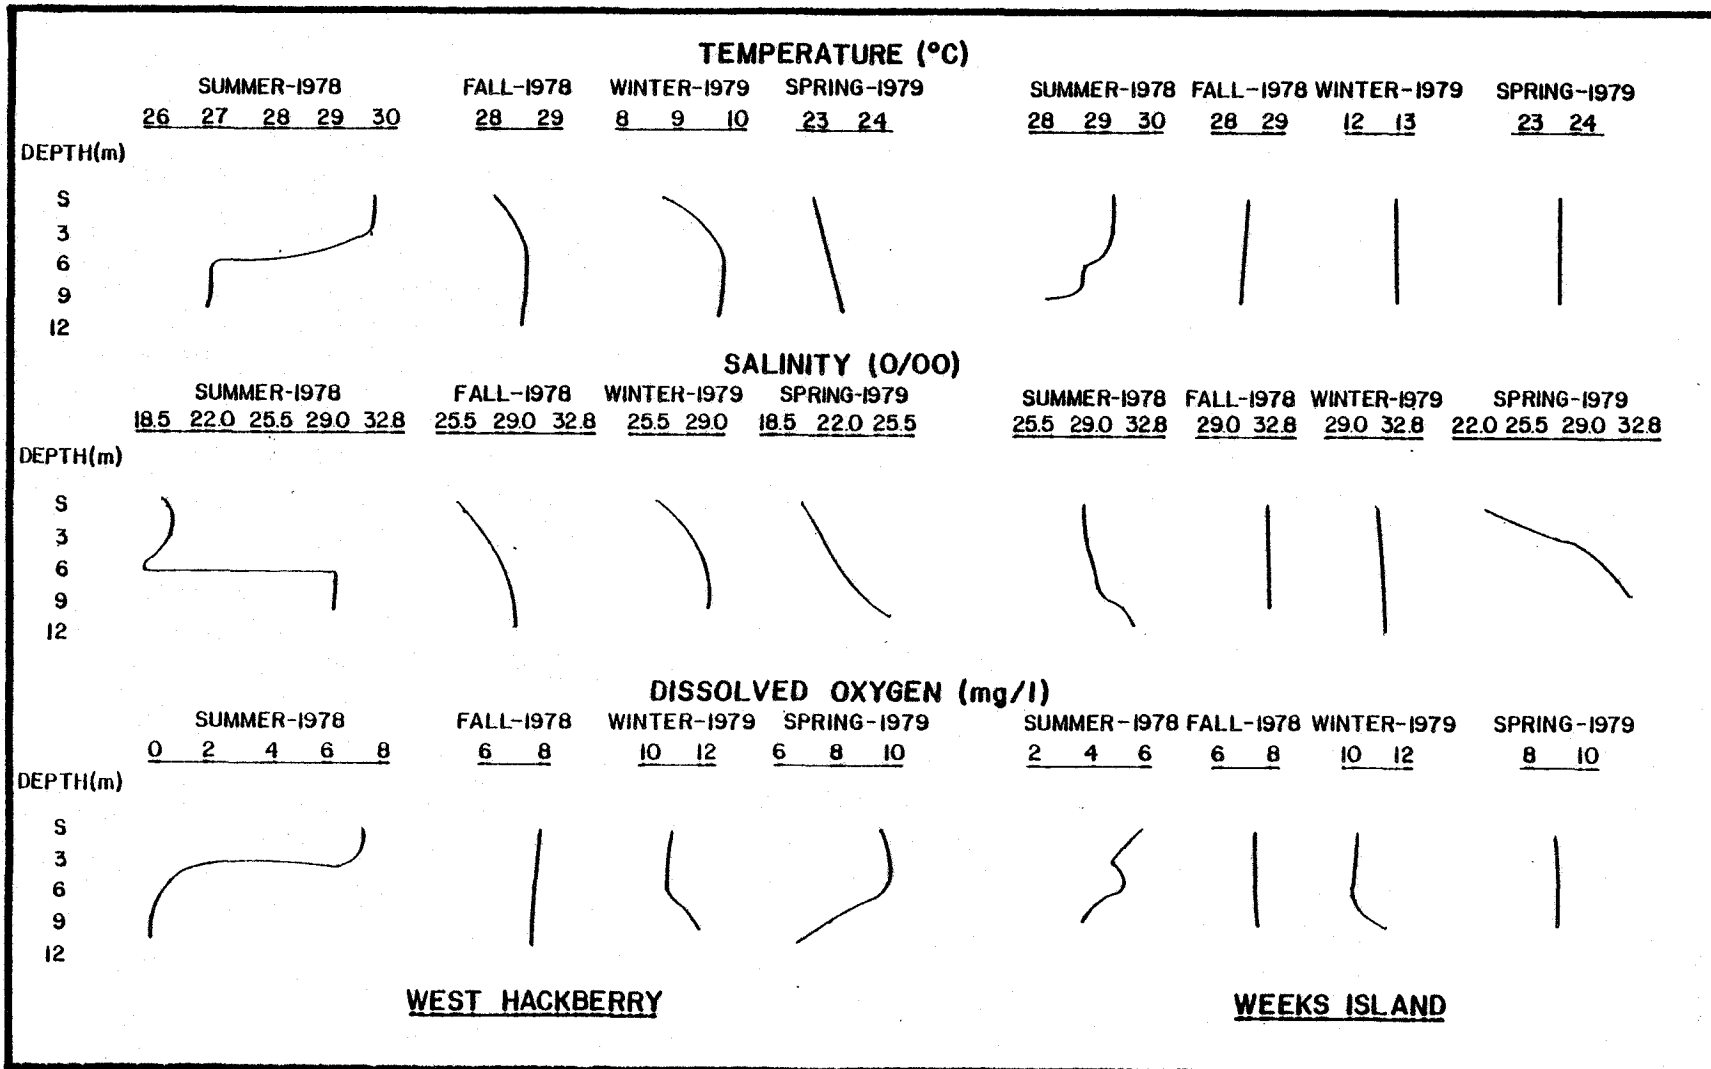 TEMPERATURE (°C)
SUMMER-1978 FALL-1978 WINTER-1979 SPRING-1979 SUMMER-1978 FALL-1978 WINTER-1979 SPRING-1979
26 27 28 29 30 28 29 8 9 10 23 24 28 29 30 28 29 12 13 23 24
DEPTH(m)
S
3
6
9
12
SALINITY (O/OO)
SUMMER-1978 FALL-1978 WINTER-1979 SPRING-1979 SUMMER-1978 FALL-1978 WINTER-1979 SPRING-1979
18.5 22.0 25.5 29.0 32.8 25.5 29.0 32.8 25.5 29.0 18.5 22.0 25.5 25.5 29.0 32.8 29.0 32.8 29.0 32.8 22.0 25.5 29.0 32.8
DEPTH(m)
S
3
6
9
12
DISSOLVED OXYGEN (mg/l)
SUMMER-1978 FALL-1978 WINTER-1979 SPRING-1979 SUMMER-1978 FALL-1978 WINTER-1979 SPRING-1979
0 2 4 6 8 6 8 10 12 6 8 10 2 4 6 6 8 10 12 8 10
DEPTH(m)
S
3
6
9
12
WEST HACKBERRY WEEKS ISLAND